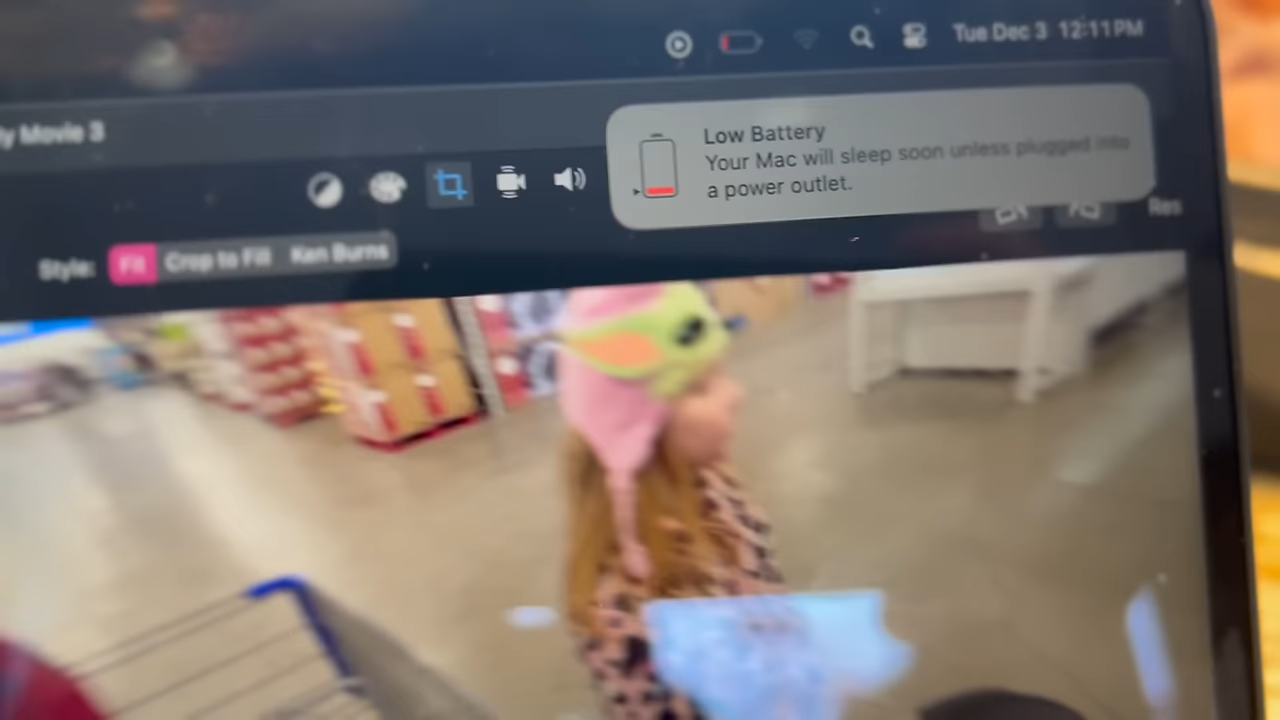 Tue Dec 3 12:11 PM
y Movie 3
Low Battery
Your Mac will sleep soon unless plugged into
a power outlet.
Res
Style: Fit Crop to Fill Ken Burns